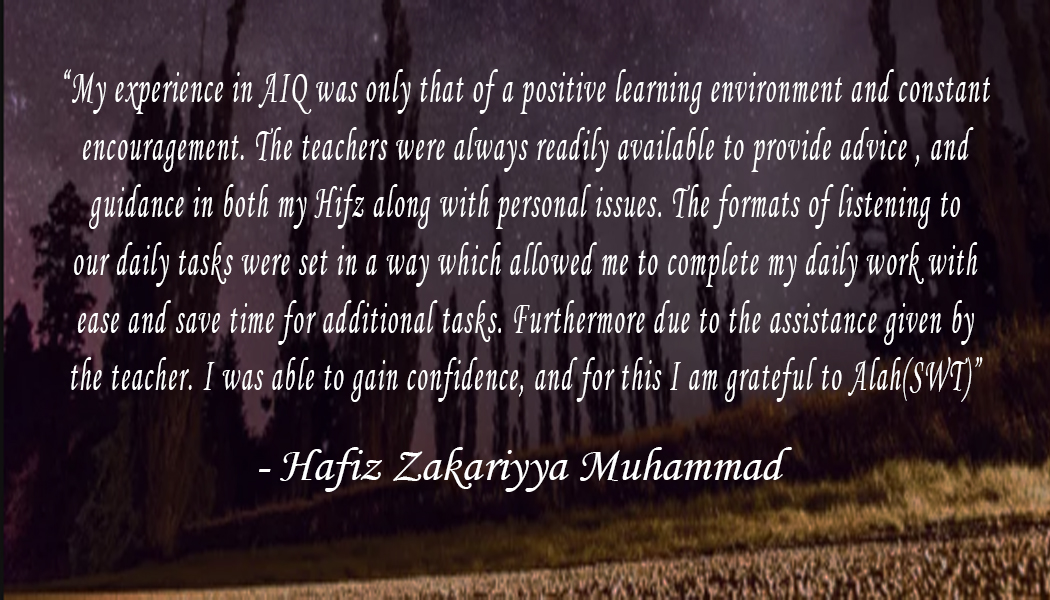 “My experience in AIQ was only that of a positive learning environment and constant
encouragement. The teachers were always readily available to provide advice , and
guidance in both my Hifz along with personal issues. The formats of listening to
our daily tasks were set in a way which allowed me to complete my daily work with
ease and save time for additional tasks. Furthermore due to the assistance given by
the teacher. I was able to gain confidence, and for this I am grateful to Alah(SWT)”
- Hafiz Zakariyya Muhammad